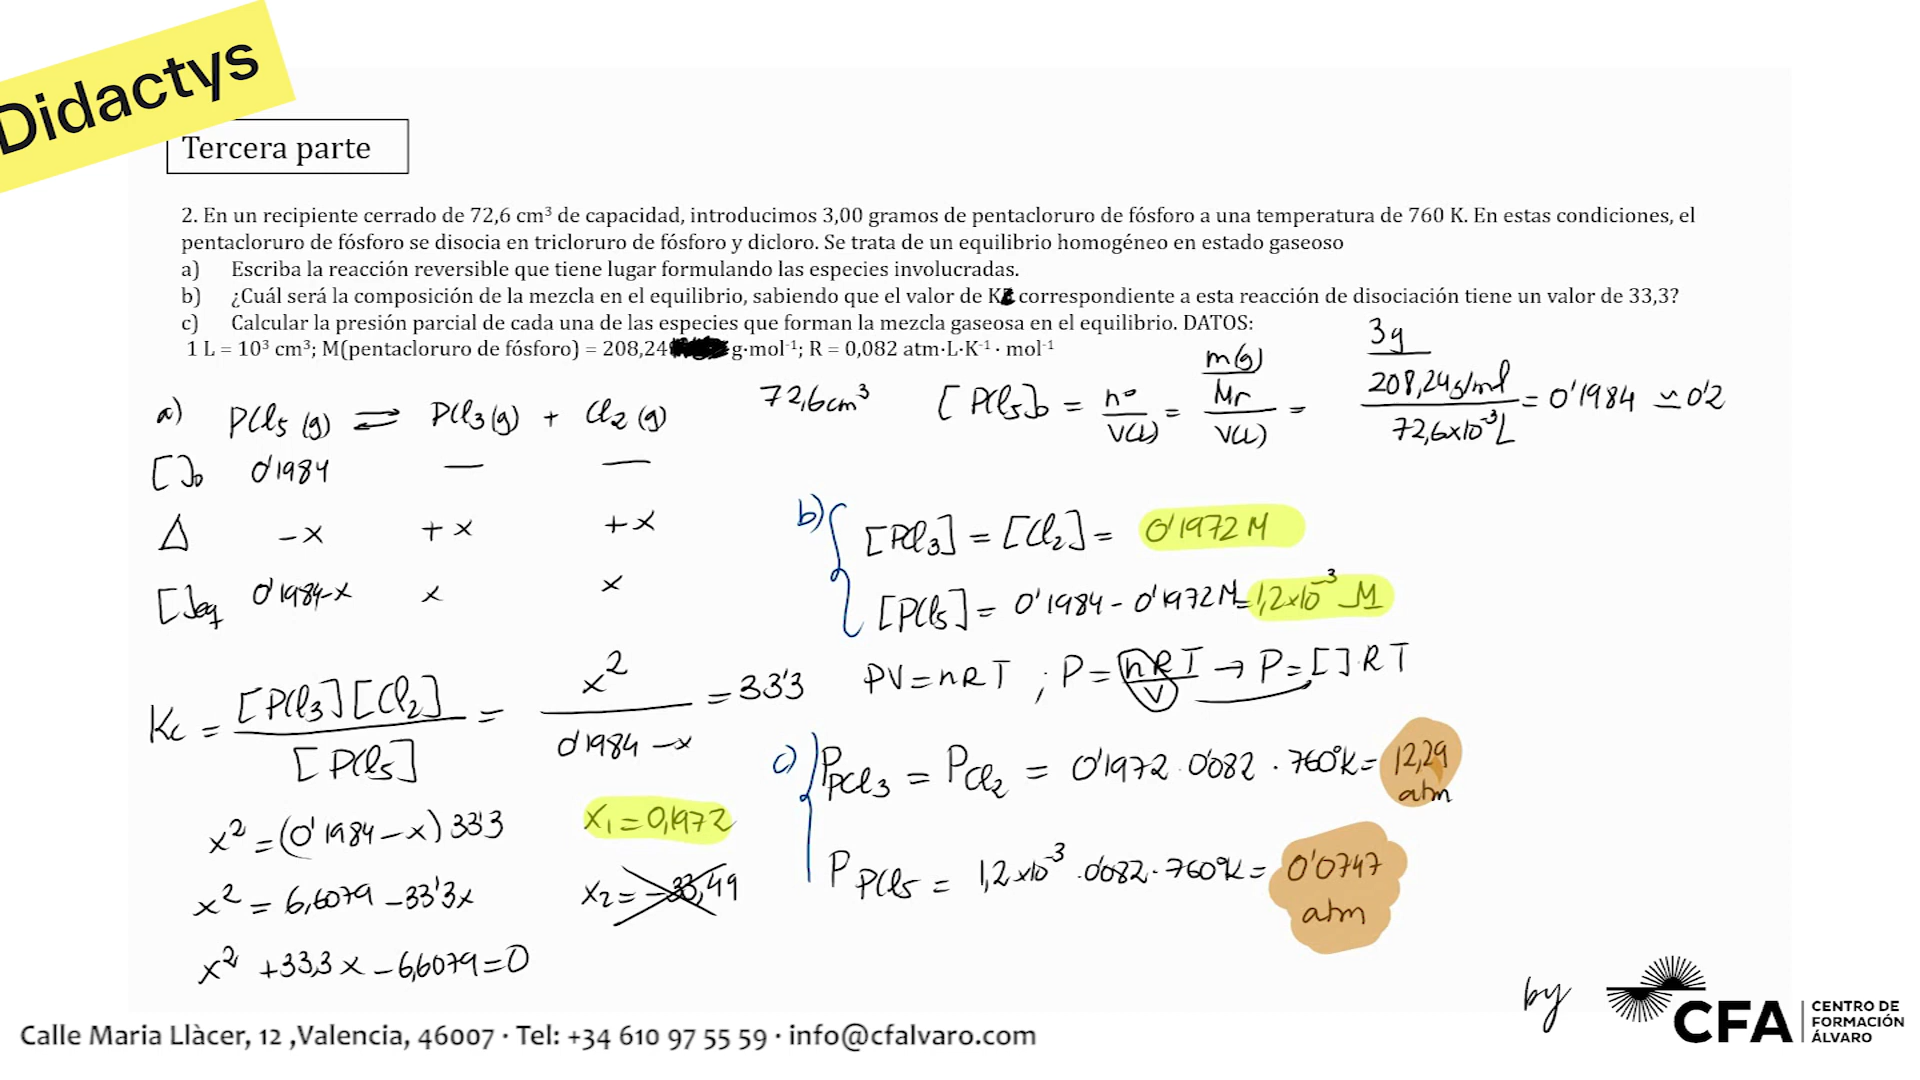 Didactys
Tercera parte
2. En un recipiente cerrado de 72,6 cm³ de capacidad, introducimos 3,00 gramos de pentacloruro de fósforo a una temperatura de 760 K. En estas condiciones, el
pentacloruro de fósforo se disocia en tricloruro de fósforo y dicloro. Se trata de un equilibrio homogéneo en estado gaseoso
a) Escriba la reacción reversible que tiene lugar formulando las especies involucradas.
b) ¿Cuál será la composición de la mezcla en el equilibrio, sabiendo que el valor de K correspondiente a esta reacción de disociación tiene un valor de 33,3?
c) Calcular la presión parcial de cada una de las especies que forman la mezcla gaseosa en el equilibrio. DATOS:
1 L = 10³ cm³; M(pentacloruro de fósforo) = 208,24 g·mol⁻¹; R = 0,082 atm·L·K⁻¹ · mol⁻¹
a) PCl₅ (g) ⇌ PCl₃ (g) + Cl₂ (g)
[ ]₀ 0'1984 — —
Δ -x +x +x
[ ]eq 0'1984-x x x
Kc = [PCl₃][Cl₂] / [PCl₅] = x² / 0'1984 - x = 33'3
x² = (0'1984 - x) 33'3
x² = 6,6079 - 33'3x
x² + 33,3x - 6,6079 = 0
x₁ = 0,1972
x₂ = -33,49
72,6cm³
[PCl₅]₀ = nº / V(L) = m(g) / Mr / V(L) = 3g / 208,24g/ml / 72,6x10⁻³L = 0'1984 ≃ 0'2
b) [PCl₃] = [Cl₂] = 0'1972 M
[PCl₅] = 0'1984 - 0'1972M = 1,2x10⁻³ M
PV = nRT ; P = nRT / V → P = [ ]·RT
c) P PCl₃ = P Cl₂ = 0'1972 · 0'082 · 760ºK = 12,29 atm
P PCl₅ = 1,2x10⁻³ · 0'082 · 760ºK = 0'0747 atm
by
CFA
CENTRO DE
FORMACIÓN
ÁLVARO
Calle Maria Llàcer, 12 ,Valencia, 46007 · Tel: +34 610 97 55 59 · info@cfalvaro.com